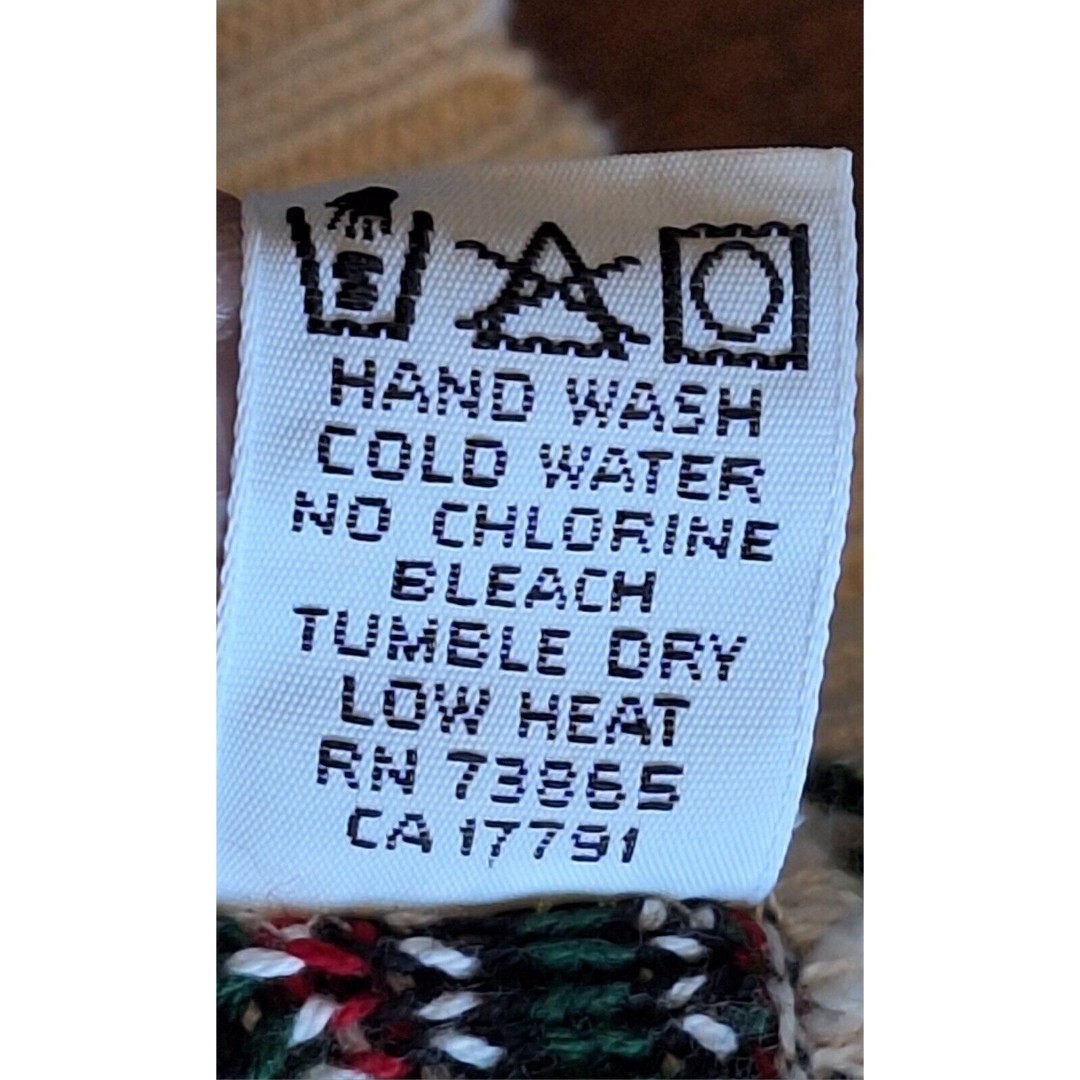 HAND WASH
COLD WATER
NO CHLORINE
BLEACH
TUMBLE DRY
LOW HEAT
RN 73865
CA 17791